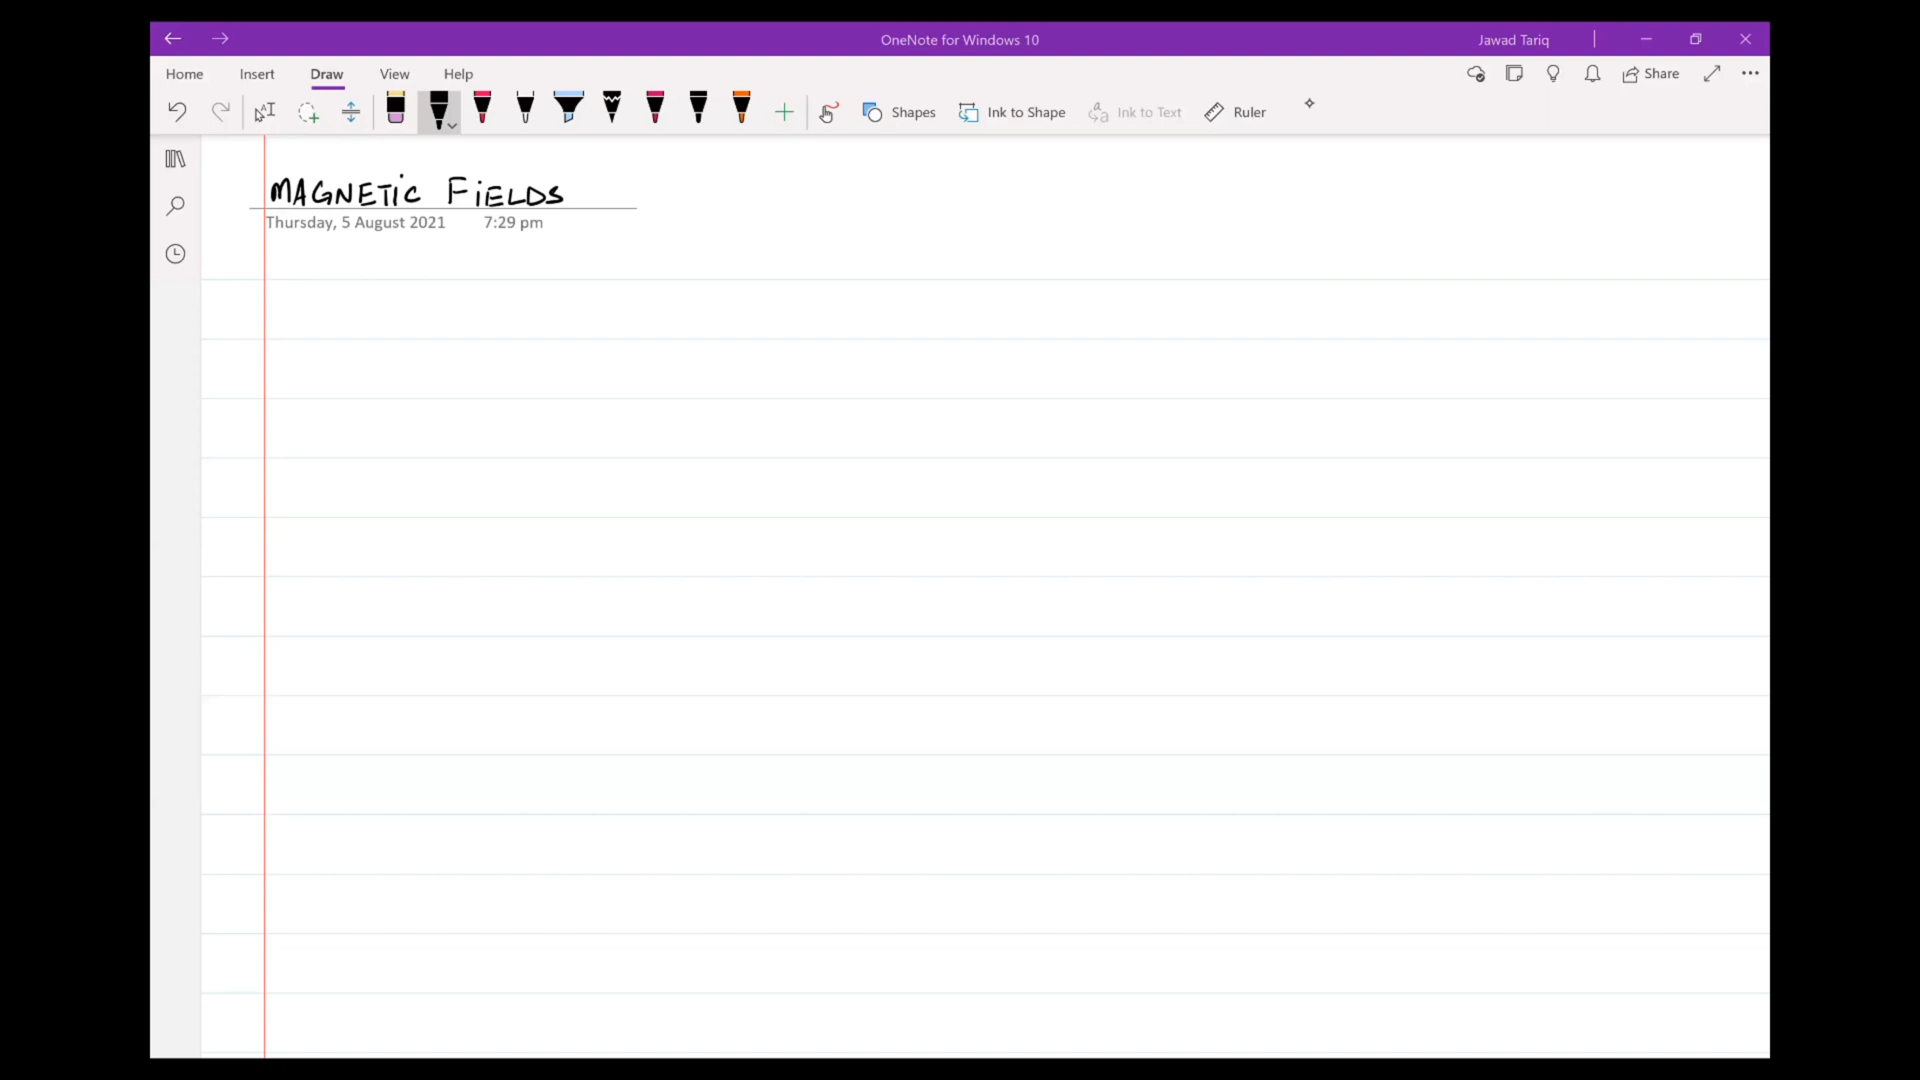 OneNote for Windows 10
Jawad Tariq
Home Insert Draw View Help
Share
Shapes Ink to Shape Ink to Text Ruler
MAGNETiC FiELDS
Thursday, 5 August 2021 7:29 pm